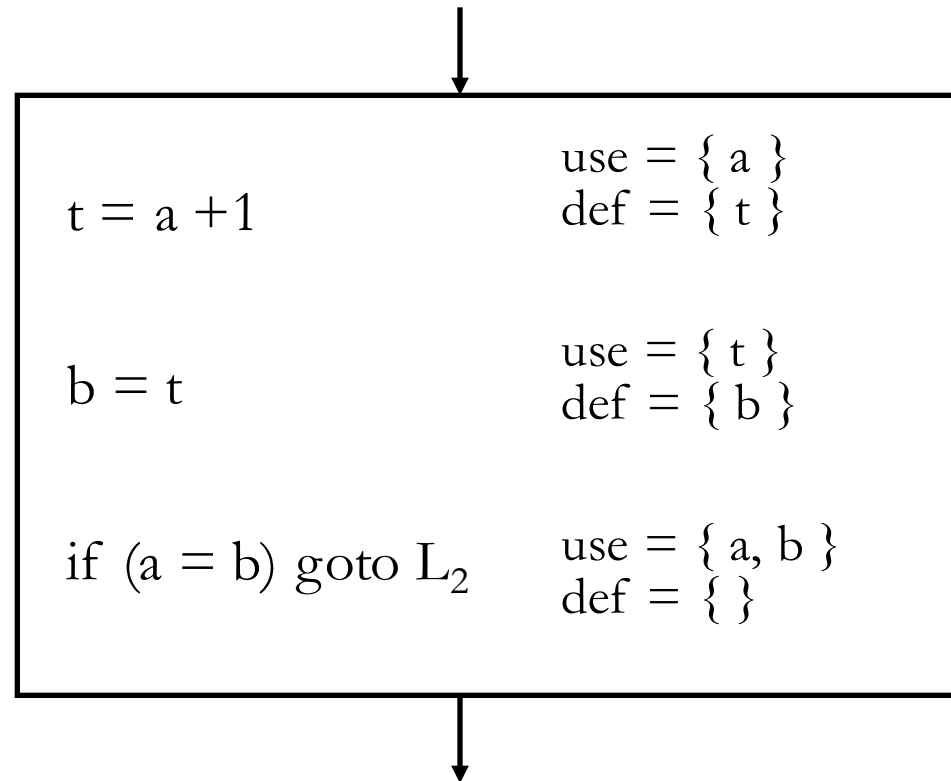 t = a +1
use = { a }
def = { t }
b = t
use = { t }
def = { b }
if (a = b) goto L₂
use = { a, b }
def = { }